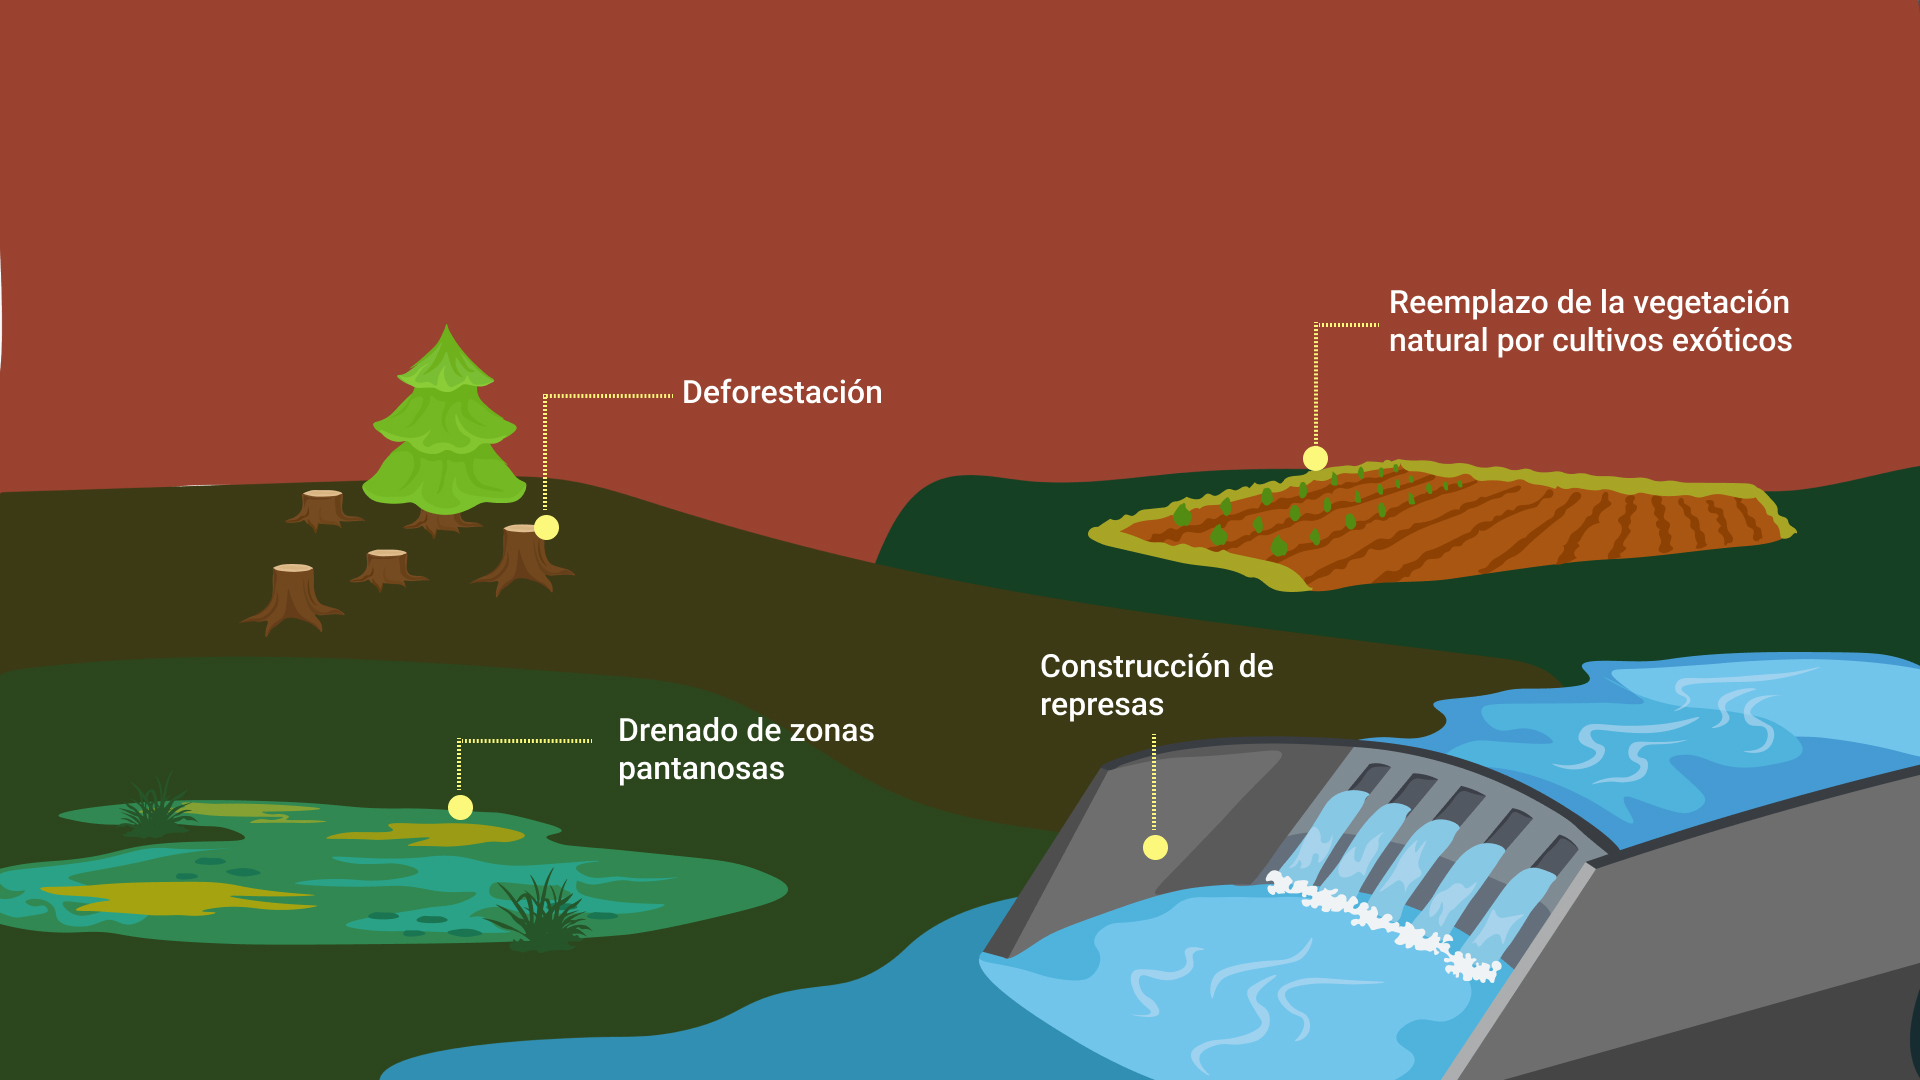 Reemplazo de la vegetación
natural por cultivos exóticos
Deforestación
Construcción de
represas
Drenado de zonas
pantanosas